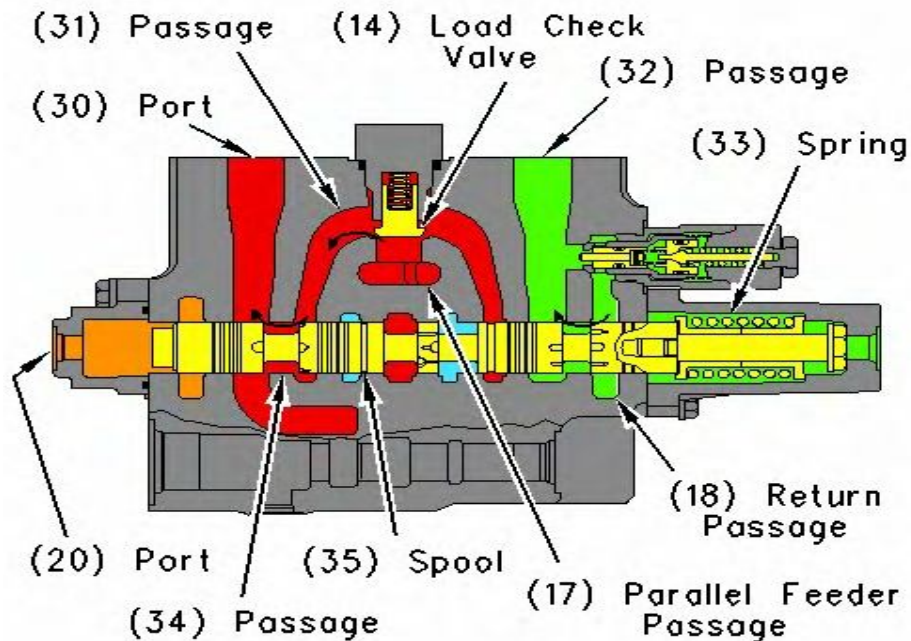 (31) Passage
(14) Load Check
Valve
(32) Passage
(30) Port
(33) Spring
(18) Return
Passage
(20) Port
(35) Spool
(17) Parallel Feeder
Passage
(34) Passage